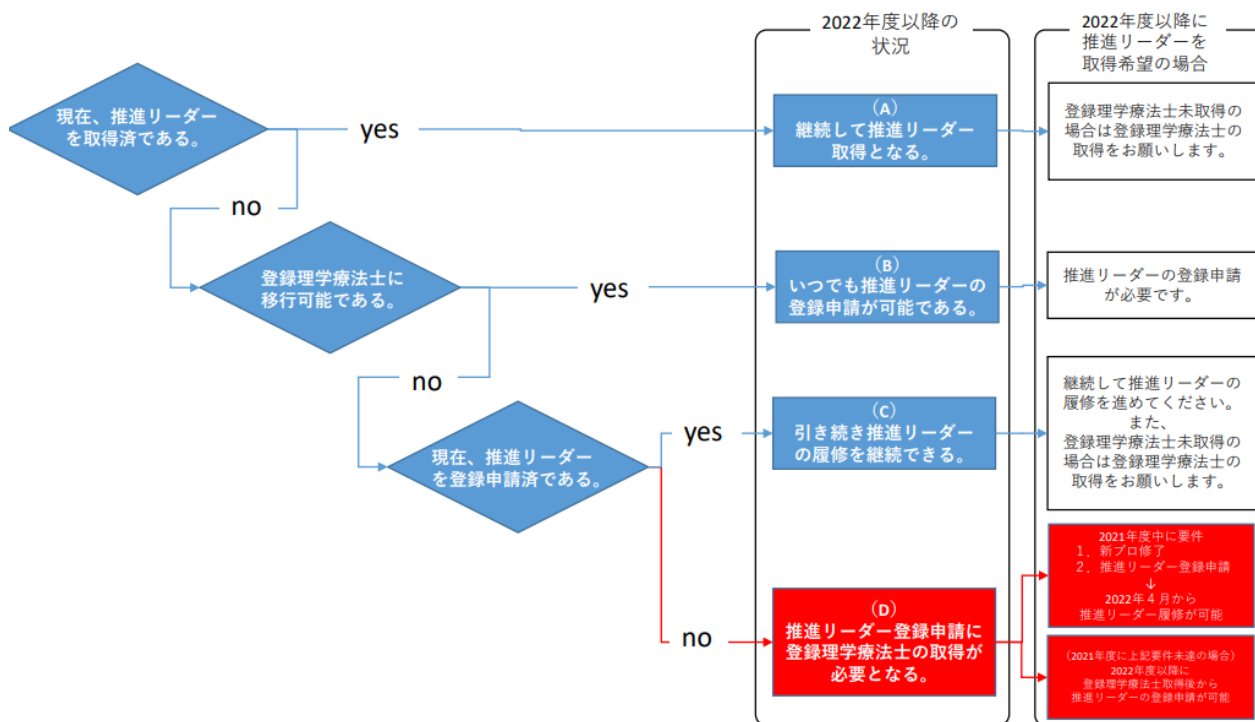 2022年度以降の
状況
2022年度以降に
推進リーダーを
取得希望の場合
現在、推進リーダー
を取得済である。
yes
（A）
継続して推進リーダー
取得となる。
登録理学療法士未取得の
場合は登録理学療法士の
取得をお願いします。
no
登録理学療法士に
移行可能である。
yes
（B）
いつでも推進リーダーの
登録申請が可能である。
推進リーダーの登録申請
が必要です。
no
現在、推進リーダー
を登録申請済である。
yes
（C）
引き続き推進リーダー
の履修を継続できる。
継続して推進リーダーの
履修を進めてください。
また、
登録理学療法士未取得の
場合は登録理学療法士の
取得をお願いします。
no
（D）
推進リーダー登録申請に
登録理学療法士の取得が
必要となる。
2021年度中に要件
1．新プロ修了
2．推進リーダー登録申請
↓
2022年４月から
推進リーダー履修が可能
（2021年度に上記要件未達の場合）
2022年度以降に
登録理学療法士取得後から
推進リーダーの登録申請が可能